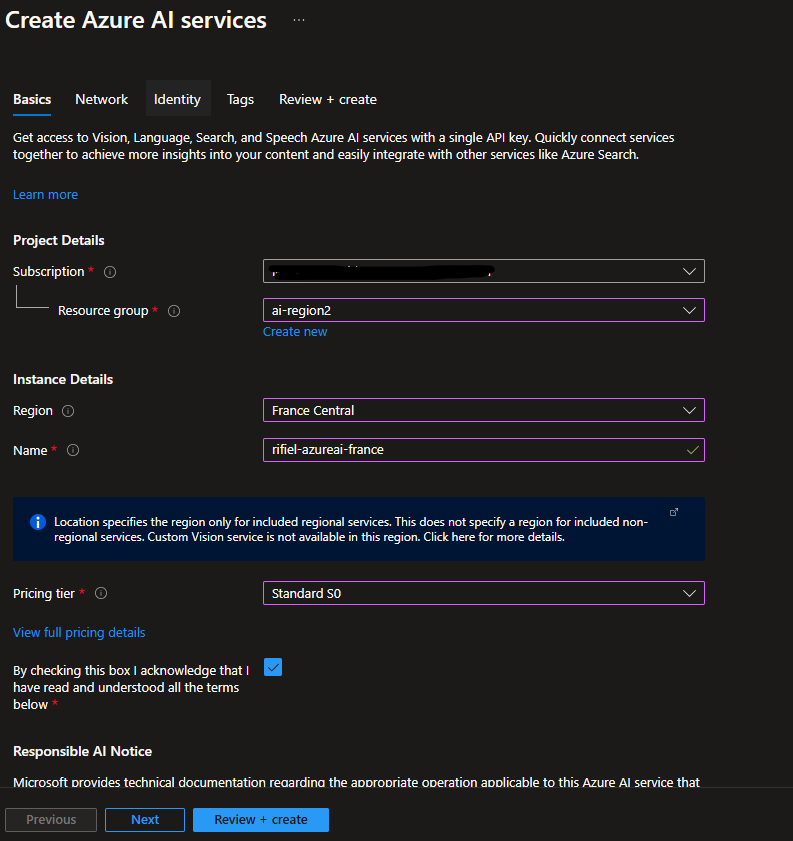 Create Azure AI services ...
Basics Network Identity Tags Review + create
Get access to Vision, Language, Search, and Speech Azure AI services with a single API key. Quickly connect services
together to achieve more insights into your content and easily integrate with other services like Azure Search.
Learn more
Project Details
Subscription *
Resource group * ai-region2
Create new
Instance Details
Region France Central
Name * rifiel-azureai-france
Location specifies the region only for included regional services. This does not specify a region for included non-
regional services. Custom Vision service is not available in this region. Click here for more details.
Pricing tier * Standard S0
View full pricing details
By checking this box I acknowledge that I
have read and understood all the terms
below *
Responsible AI Notice
Microsoft provides technical documentation regarding the appropriate operation applicable to this Azure AI service that
Previous Next Review + create